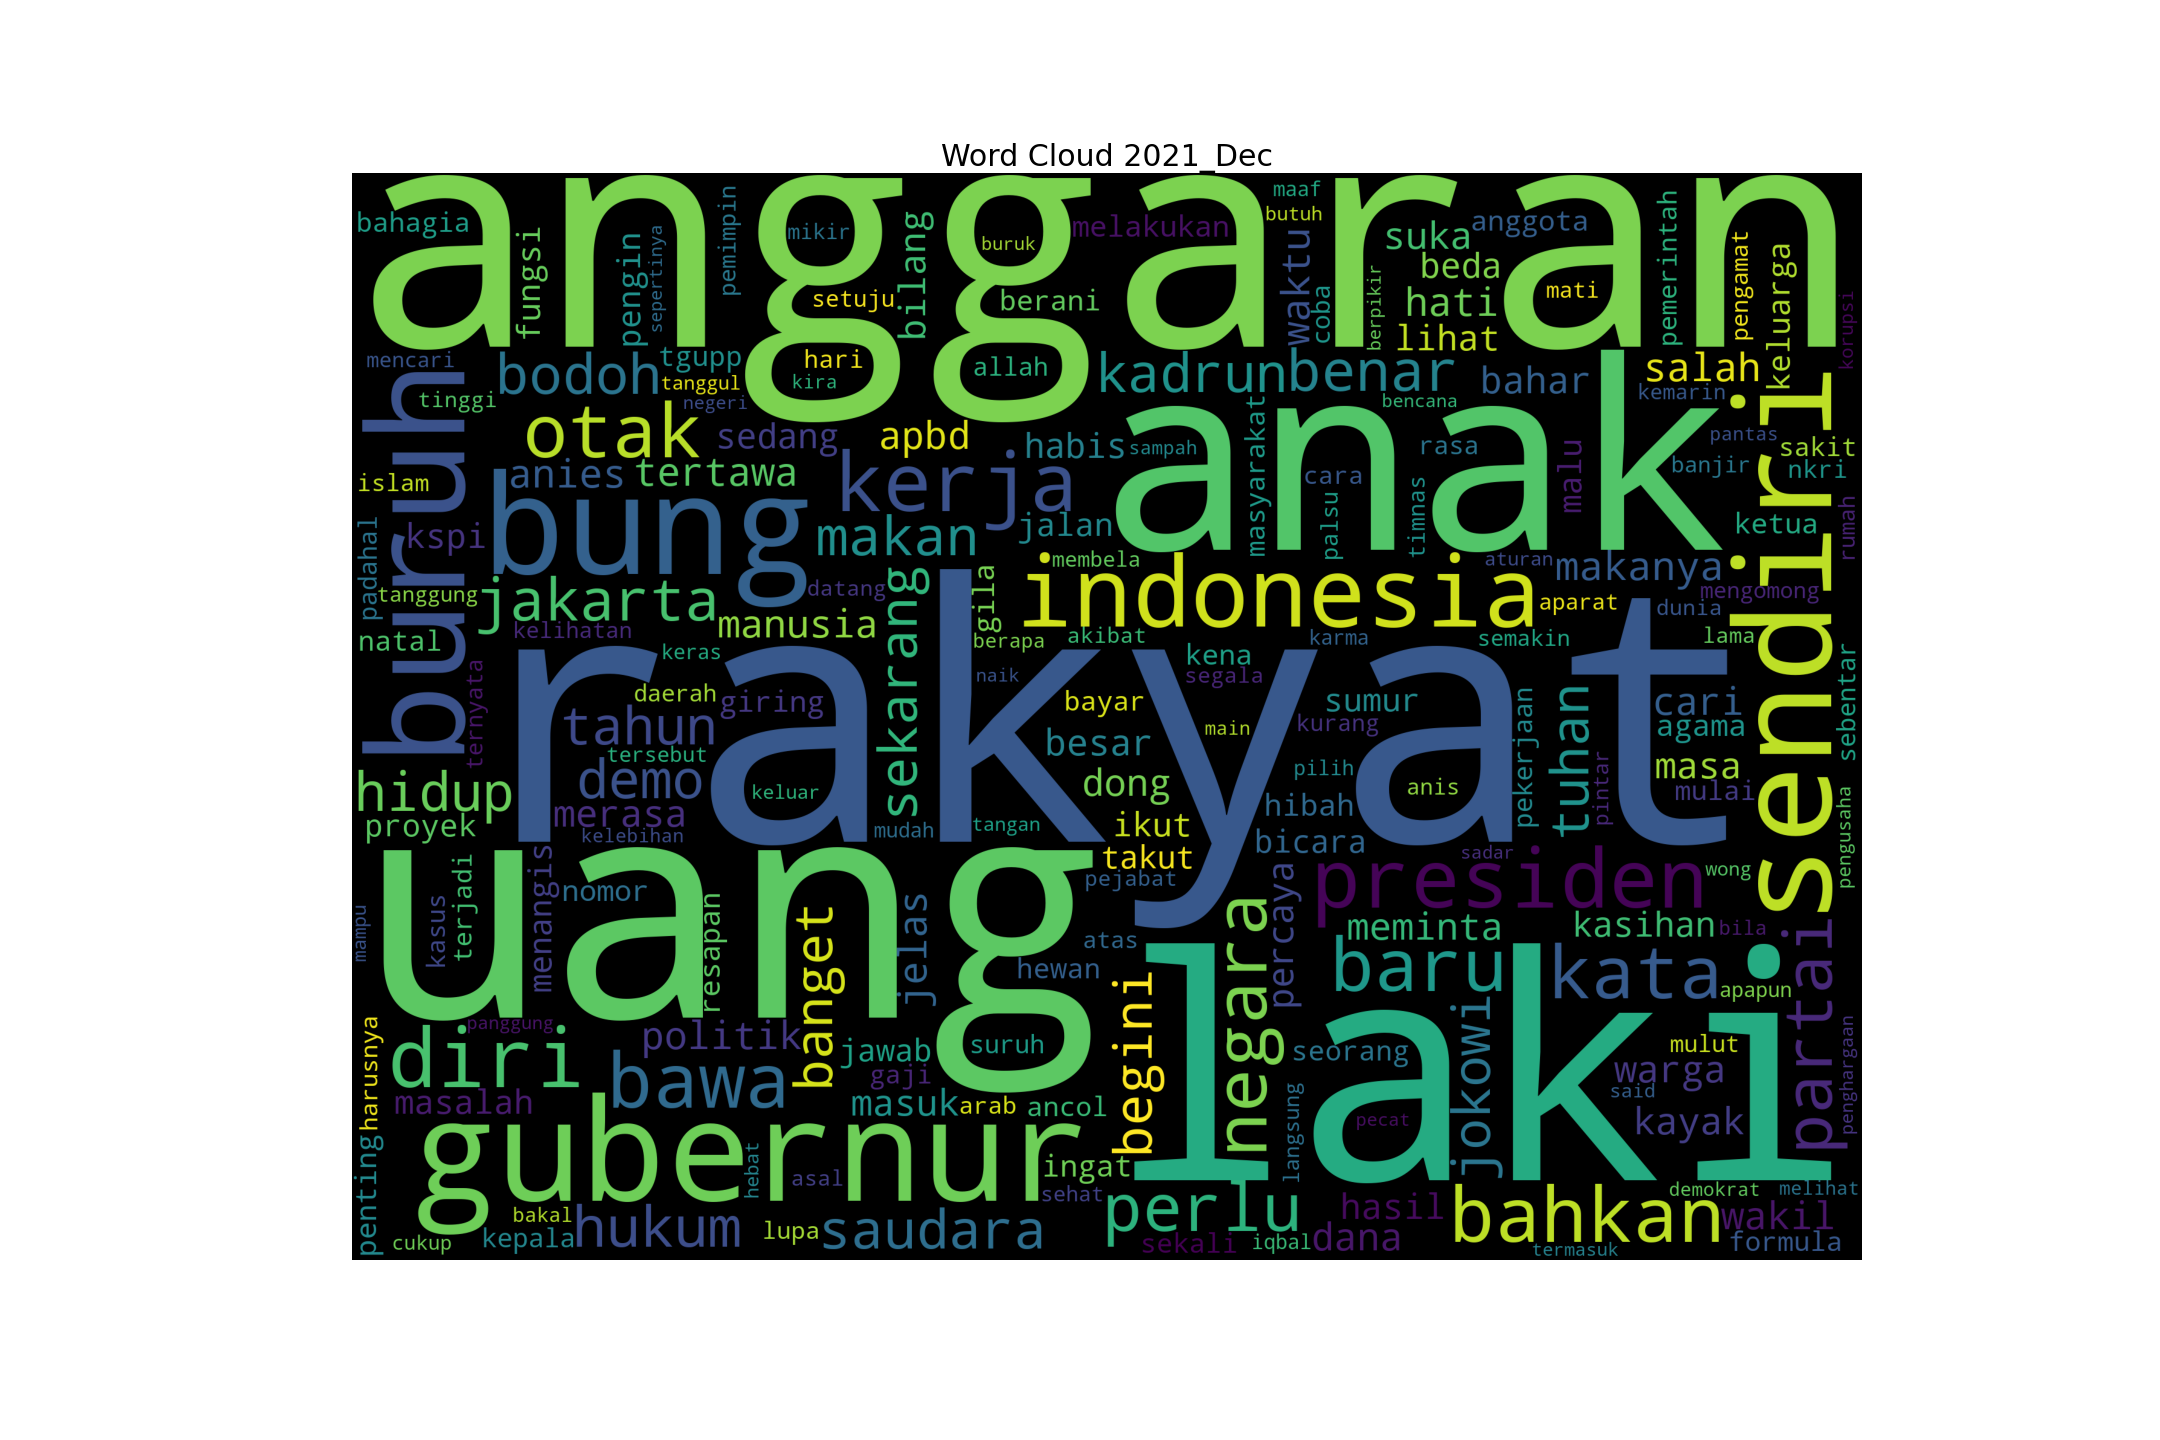 Word Cloud 2021_Dec
anggaran
bahagia
fungsi
pengin
sepertinya
pemimpin
mikir
setuju
bilang
buruk
berani
melakukan
maaf
butuh
waktu
coba
berpikir
suka
beda
hati
lihat
anggota
mati
pemerintah
pengamat
keluarga
korupsi
mencari
bodoh
tgupp
tanggul
hari
kira
allah
kadrun
benar
bahar
salah
kemarin
tinggi
negeri
bencana
buruh
otak
sedang
apbd
habis
sampah
anak
masyarakat
cara
rasa
malu
pantas
banjir
sakit
nkri
sendiri
islam
anies
tertawa
kerja
bung
kspi
makan
jalan
palsu
timnas
ketua
rumah
padahal
tanggung
jakarta
datang
sekarang
gila
membela
indonesia
aturan
makanya
mengomong
aparat
dunia
natal
kelihatan
manusia
berapa
akibat
karma
semakin
lama
keras
rakyat
kena
segala
sebentar
ternyata
daerah
giring
naik
bayar
sumur
cari
tahun
tersebut
main
kurang
agama
besar
pekerjaan
tuhan
hidup
demo
keluar
dong
pilih
anis
masa
pintar
mulai
proyek
merasa
kelebihan
mudah
tangan
ikut
hibah
bicara
pengusaha
uang
takut
pejabat
presiden
sadar
wong
mampu
kasus
terjadi
menangis
nomor
resapan
banget
jelas
atas
negara
percaya
meminta
kasihan
bila
hewan
baru
kata
apapun
partai
harusnya
panggung
diri
politik
jawab
suruh
begini
laki
seorang
jokowi
mulut
warga
penghargaan
bawa
gaji
masalah
masuk
arab
ancol
langsung
pecat
said
kayak
penting
gubernur
hebat
asal
ingat
sehat
perlu
hasil
bahkan
demokrat
melihat
wakil
cukup
kepala
bakal
hukum
lupa
saudara
sekali
iqbal
dana
termasuk
formula